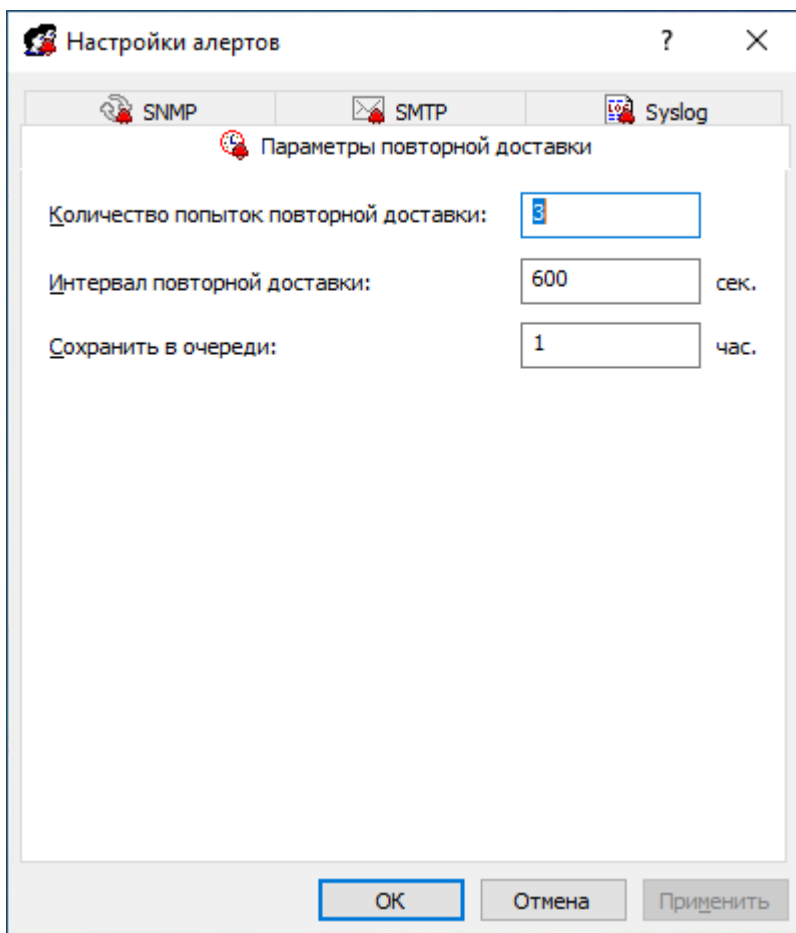 Настройки алертов
?
SNMP SMTP Syslog
Параметры повторной доставки
Количество попыток повторной доставки: 3
Интервал повторной доставки: 600 сек.
Сохранить в очереди: 1 час.
ОК Отмена Применить